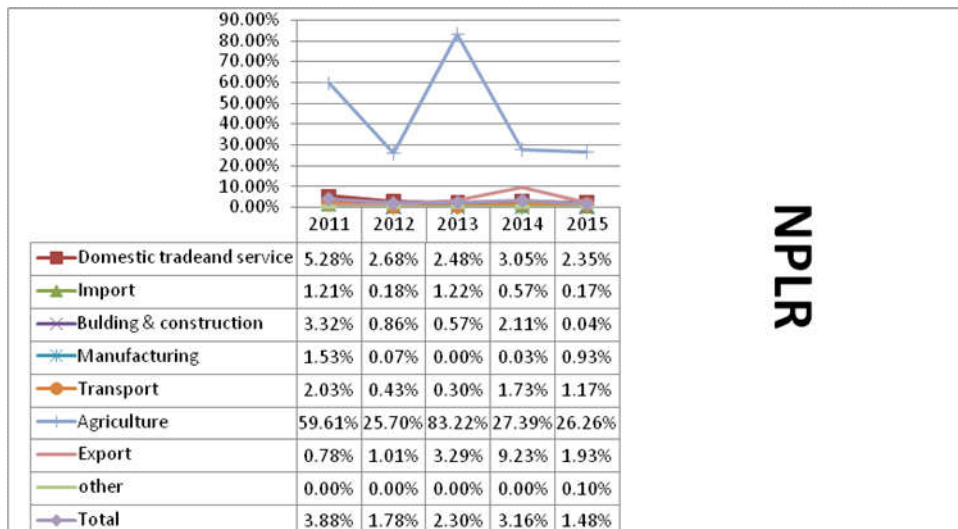 90.00%
80.00%
70.00%
60.00%
50.00%
40.00%
30.00%
20.00%
10.00%
0.00%
2011 2012 2013 2014 2015
Domestic tradeand service 5.28% 2.68% 2.48% 3.05% 2.35%
Import 1.21% 0.18% 1.22% 0.57% 0.17%
Bulding & construction 3.32% 0.86% 0.57% 2.11% 0.04%
Manufacturing 1.53% 0.07% 0.00% 0.03% 0.93%
Transport 2.03% 0.43% 0.30% 1.73% 1.17%
Agriculture 59.61% 25.70% 83.22% 27.39% 26.26%
Export 0.78% 1.01% 3.29% 9.23% 1.93%
other 0.00% 0.00% 0.00% 0.00% 0.10%
Total 3.88% 1.78% 2.30% 3.16% 1.48%
NPLR